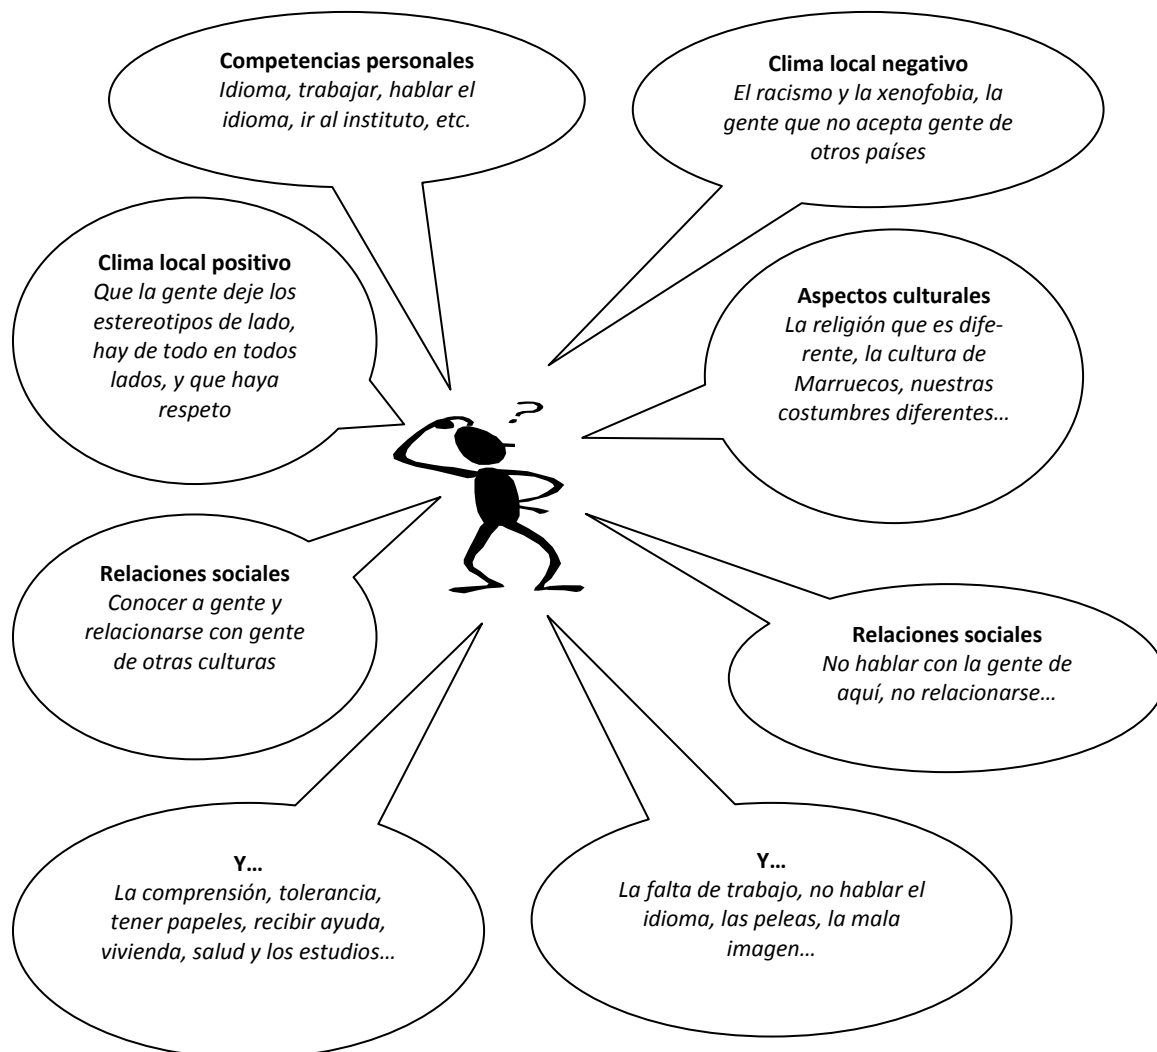 Competencias personales
Idioma, trabajar, hablar el
idioma, ir al instituto, etc.
Clima local negativo
El racismo y la xenofobia, la
gente que no acepta gente de
otros países
Clima local positivo
Que la gente deje los
estereotipos de lado,
hay de todo en todos
lados, y que haya
respeto
Aspectos culturales
La religión que es dife-
rente, la cultura de
Marruecos, nuestras
costumbres diferentes…
?
Relaciones sociales
Conocer a gente y
relacionarse con gente
de otras culturas
Relaciones sociales
No hablar con la gente de
aquí, no relacionarse…
Y…
La comprensión, tolerancia,
tener papeles, recibir ayuda,
vivienda, salud y los estudios…
Y…
La falta de trabajo, no hablar el
idioma, las peleas, la mala
imagen…